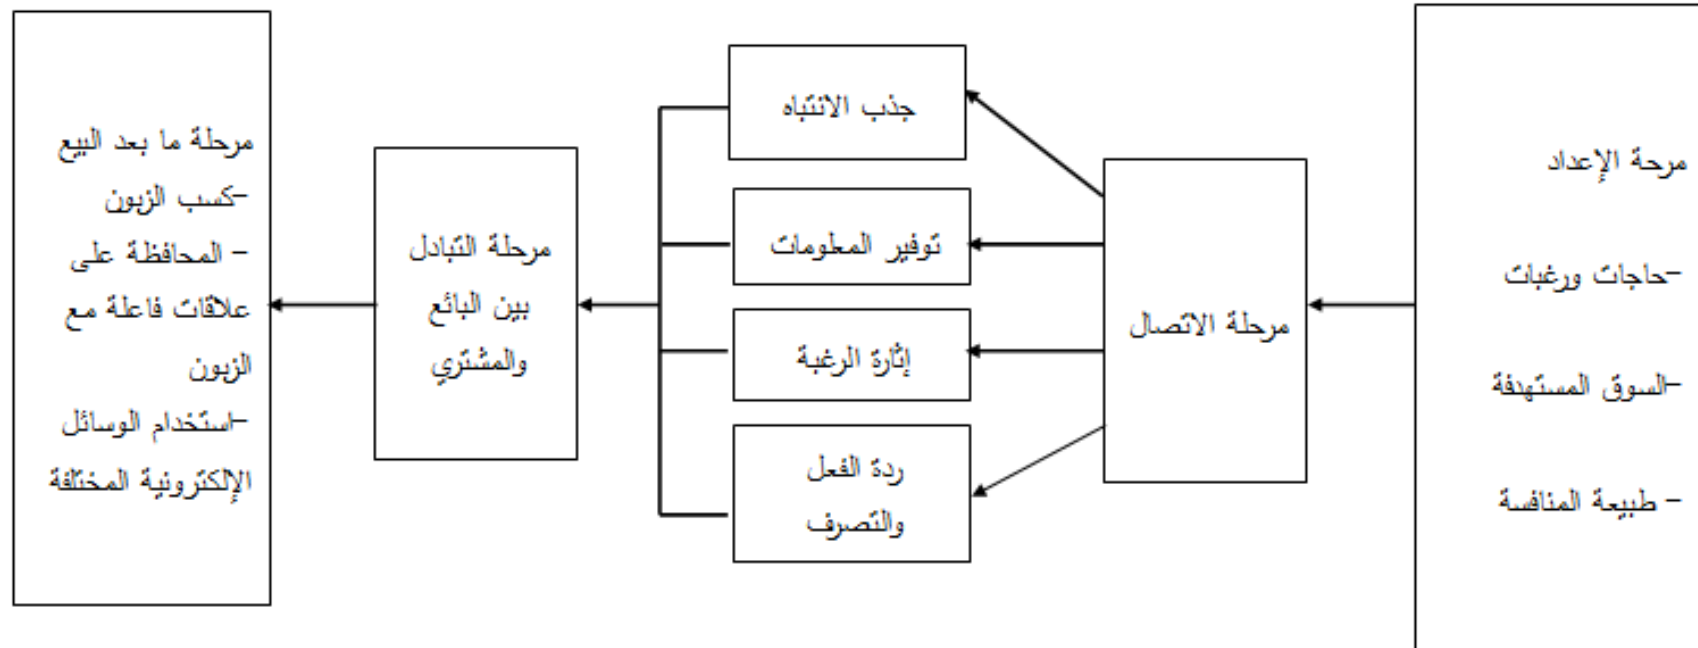 مرحة الإعداد
-حاجات ورغبات
-السوق المستهدفة
- طبيعة المنافسة
مرحلة الاتصال
جذب الانتباه
توفير المعلومات
إثارة الرغبة
ردة الفعل
والتصرف
مرحلة التبادل
بين البائع
والمشتري
مرحلة ما بعد البيع
-كسب الزبون
- المحافظة على
علاقات فاعلة مع
الزبون
-استخدام الوسائل
الإلكترونية المختلفة